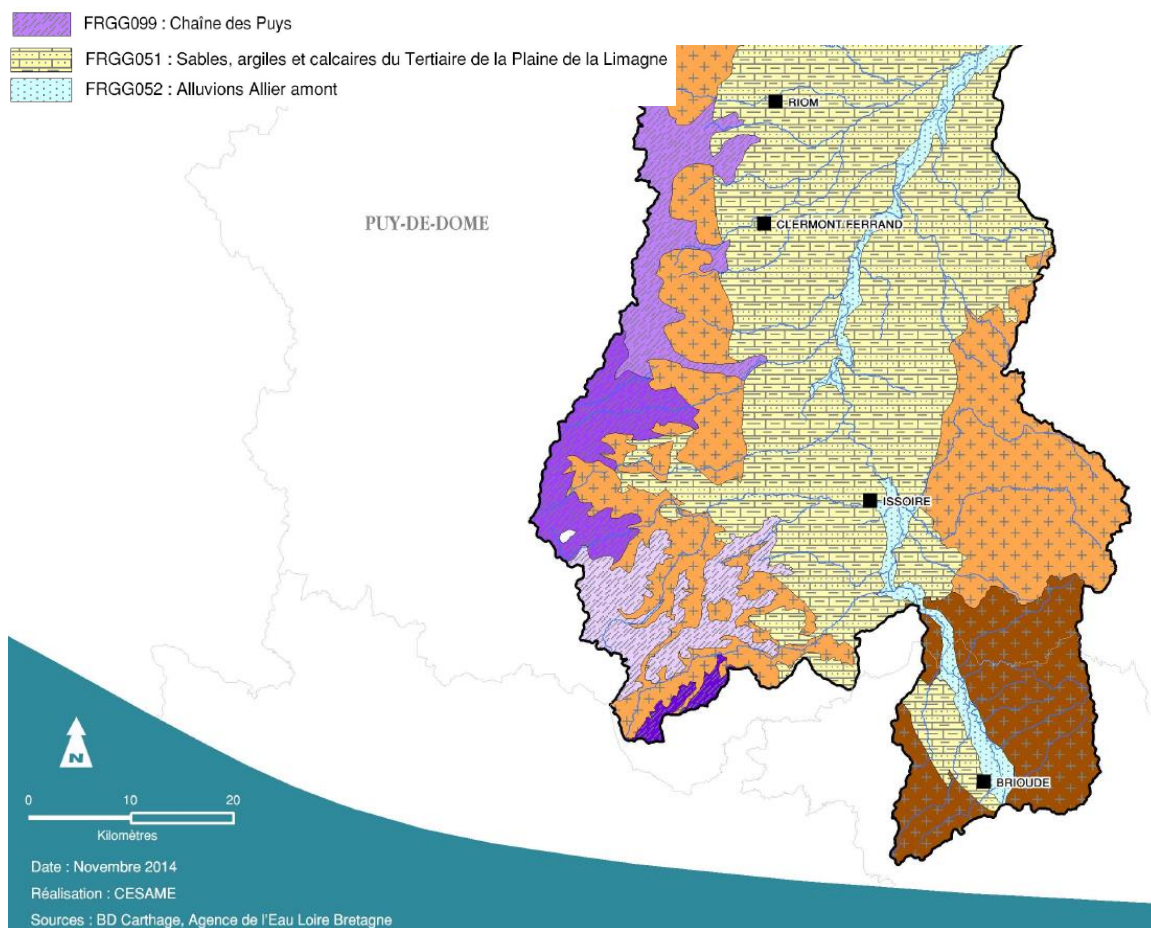 FRGG099 : Chaîne des Puys
FRGG051 : Sables, argiles et calcaires du Tertiaire de la Plaine de la Limagne
FRGG052 : Alluvions Allier amont
RIOM
PUY-DE-DOME
CLERMONT FERRAND
ISSOIRE
BRIOUDE
N
0 10 20
Kilomètres
Date : Novembre 2014
Réalisation : CESAME
Sources : BD Carthage, Agence de l'Eau Loire Bretagne